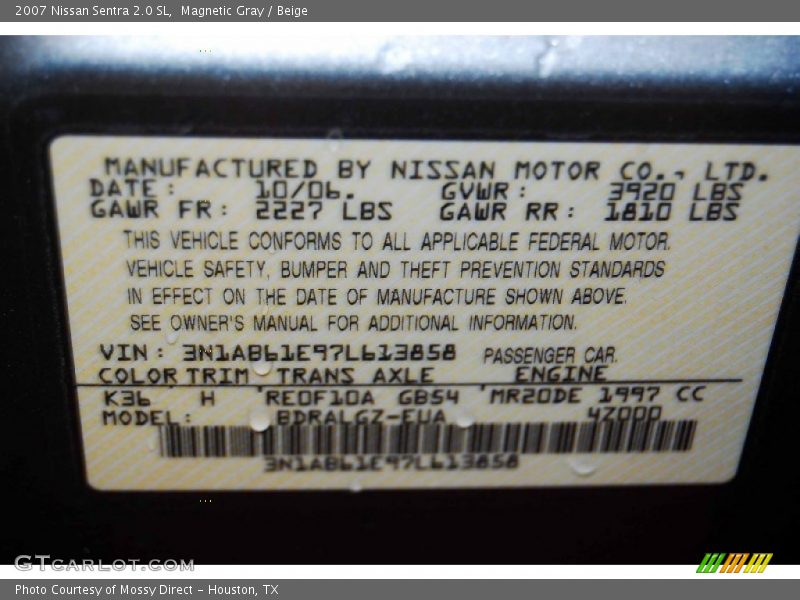 2007 Nissan Sentra 2.0 SL,  Magnetic Gray / Beige
MANUFACTURED BY NISSAN MOTOR CO., LTD.
DATE: 10/06. GVWR: 3920 LBS
GAWR FR: 2227 LBS GAWR RR: 1810 LBS
THIS VEHICLE CONFORMS TO ALL APPLICABLE FEDERAL MOTOR.
VEHICLE SAFETY, BUMPER AND THEFT PREVENTION STANDARDS
IN EFFECT ON THE DATE OF MANUFACTURE SHOWN ABOVE.
SEE OWNER'S MANUAL FOR ADDITIONAL INFORMATION.
VIN: 3N1AB61E97L613858 PASSENGER CAR.
COLOR TRIM TRANS AXLE ENGINE
K36 H RE0F10A GB54 MR20DE 1997 CC
MODEL: BDRALGZ-EUA 4Z000
3N1AB61E97L613858
GTCARLOT.COM
Photo Courtesy of Mossy Direct - Houston, TX